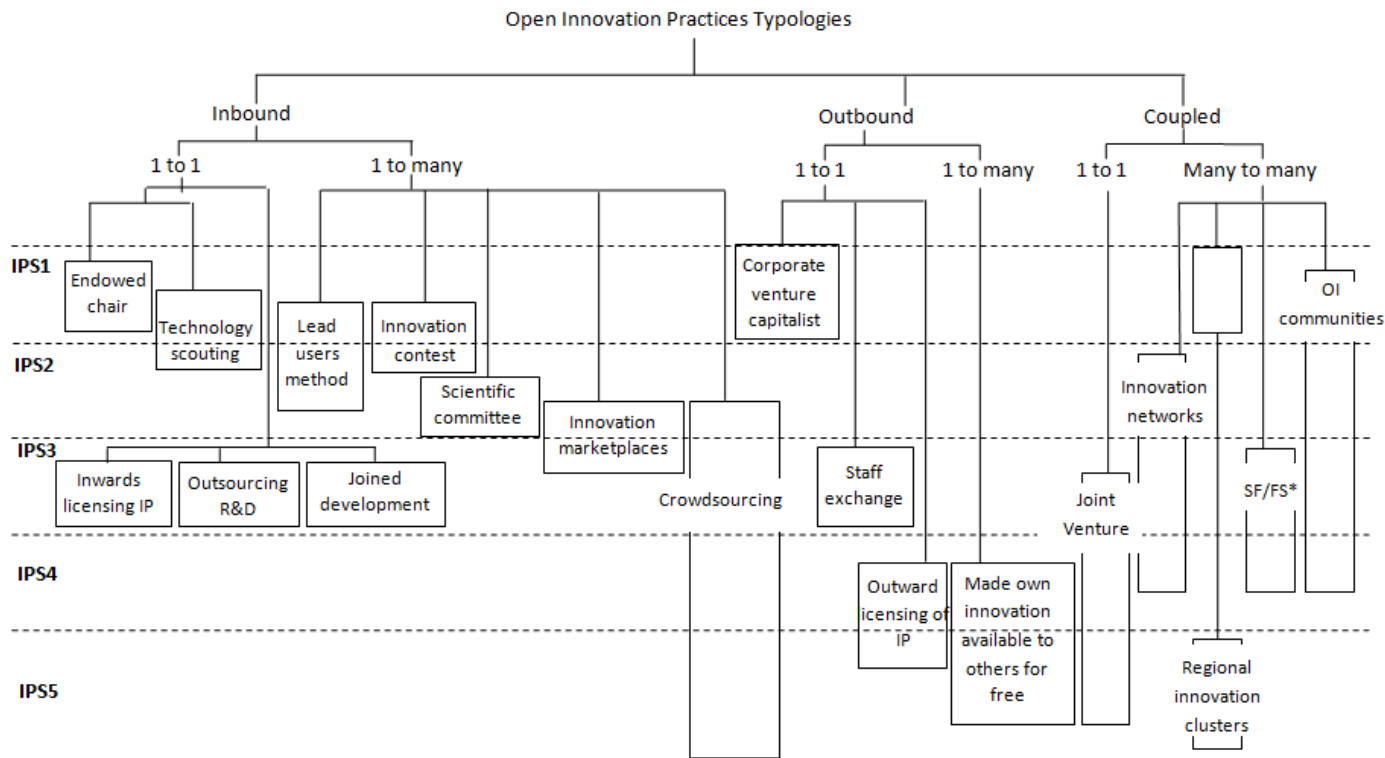 Open Innovation Practices Typologies
Inbound
Outbound
Coupled
1 to 1
1 to many
1 to 1
1 to many
1 to 1
Many to many
IPS1
Endowed
chair
Technology
scouting
Lead
users
method
Innovation
contest
Corporate
venture
capitalist
OI
communities
IPS2
Scientific
committee
Innovation
marketplaces
Innovation
networks
IPS3
Inwards
licensing IP
Outsourcing
R&D
Joined
development
Crowdsourcing
Staff
exchange
Joint
Venture
SF/FS*
IPS4
Outward
licensing of
IP
Made own
innovation
available to
others for
free
IPS5
Regional
innovation
clusters